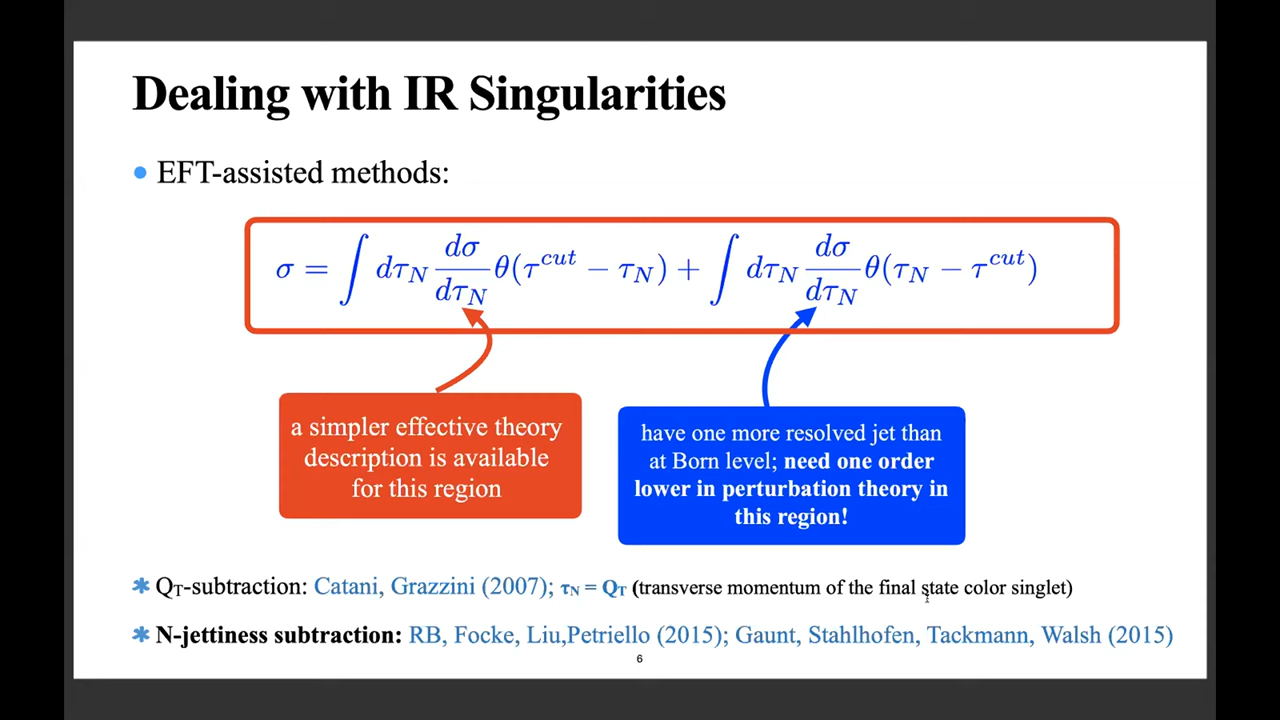 Dealing with IR Singularities
• EFT-assisted methods:
σ = ∫ dτ_N dσ/dτ_N θ(τ^cut − τ_N) + ∫ dτ_N dσ/dτ_N θ(τ_N − τ^cut)
a simpler effective theory
description is available
for this region
have one more resolved jet than
at Born level; need one order
lower in perturbation theory in
this region!
✱ Q_T-subtraction: Catani, Grazzini (2007); τ_N = Q_T (transverse momentum of the final state color singlet)
✱ N-jettiness subtraction: RB, Focke, Liu,Petriello (2015); Gaunt, Stahlhofen, Tackmann, Walsh (2015)
6